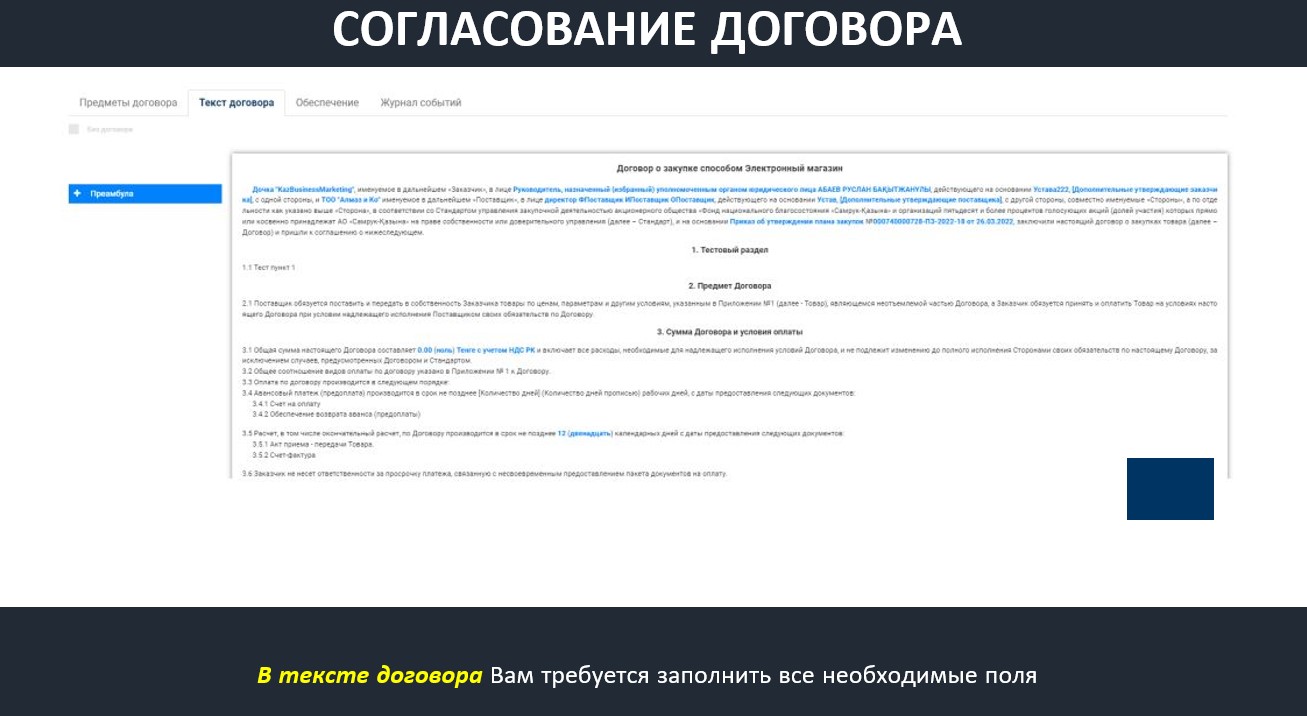 СОГЛАСОВАНИЕ ДОГОВОРА
Предметы договора Текст договора Обеспечение Журнал событий
Без договора
Преамбула
Договор о закупке способом Электронный магазин
Дочка "KazBusinessMarketing", именуемое в дальнейшем «Заказчик», в лице Руководитель, назначенный (избранный) уполномоченным органом юридического лица АБАЕВ РУСЛАН БАҚЫТЖАНҰЛЫ, действующего на основании Устава222, [Дополнительные утверждающие заказчи
ка], с одной стороны, и ТОО "Алмаз и Ко" именуемое в дальнейшем «Поставщик», в лице директор ФПоставщик ИПоставщик ОПоставщик, действующего на основании Устав, [Дополнительные утверждающие поставщика], с другой стороны, совместно именуемые «Стороны», а по отде
льности как указано выше «Сторона», в соответствии со Стандартом управления закупочной деятельностью акционерного общества «Фонд национального благосостояния «Самрук-Қазына» и организаций пятьдесят и более процентов голосующих акций (долей участия) которых прямо
или косвенно принадлежат АО «Самрук-Қазына» на праве собственности или доверительного управления (далее – Стандарт), и на основании Приказ об утверждении плана закупок №000740000728-ПЗ-2022-18 от 26.03.2022, заключили настоящий договор о закупках товара (далее –
Договор) и пришли к соглашению о нижеследующем.
1. Тестовый раздел
1.1 Тест пункт 1
2. Предмет Договора
2.1 Поставщик обязуется поставить и передать в собственность Заказчика товары по ценам, параметрам и другим условиям, указанным в Приложении №1 (далее - Товар), являемся неотъемлемой частью Договора, а Заказчик обязуется принять и оплатить Товар на условиях насто
ящего Договора при условии надлежащего исполнения Поставщиком своих обязательств по Договору.
3. Сумма Договора и условия оплаты
3.1 Общая сумма настоящего Договора составляет 0.00 (ноль) Тенге с учетом НДС РК и включает все расходы, необходимые для надлежащего исполнения условий Договора, и не подлежит изменению до полного исполнения Сторонами своих обязательств по настоящему Договору, за
исключением случаев, предусмотренных Договором и Стандартом.
3.2 Общее соотношение видов оплаты по договору указано в Приложении № 1 к Договору.
3.3 Оплата по договору производится в следующем порядке:
3.4 Авансовый платеж (предоплата) производится в срок не позднее [Количество дней] (Количество дней прописью) рабочих дней, с даты предоставления следующих документов:
3.4.1 Счет на оплату
3.4.2 Обеспечение возврата аванса (предоплаты)
3.5 Расчет, в том числе окончательный расчет, по Договору производится в срок не позднее 12 (двенадцать) календарных дней с даты предоставления следующих документов:
3.5.1 Акт приема - передачи Товара.
3.5.2 Счет-фактура
3.6 Заказчик не несет ответственности за просрочку платежа, связанную с несвоевременным предоставлением пакета документов на оплату.
В тексте договора Вам требуется заполнить все необходимые поля